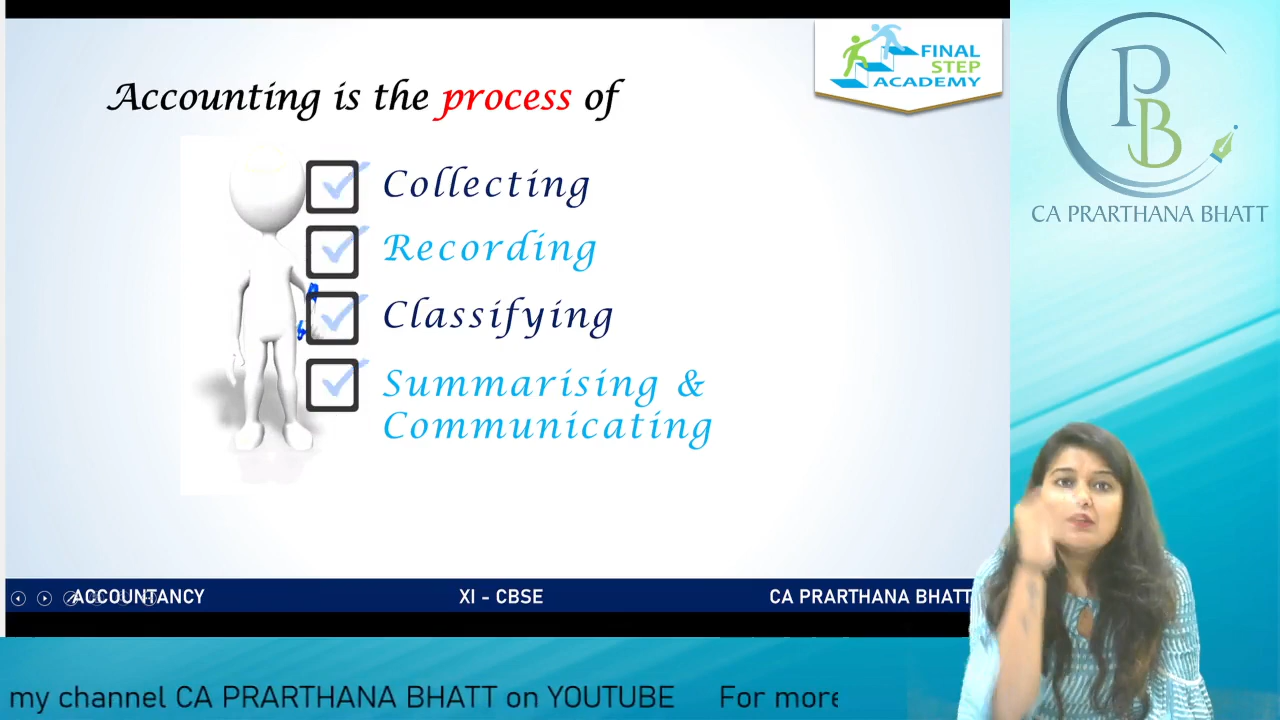 Accounting is the process of
FINAL
STEP
ACADEMY
Collecting
Recording
Classifying
Summarising &
Communicating
ACCOUNTANCY
XI - CBSE
CA PRARTHANA BHATT
PB
CA PRARTHANA BHATT
my channel CA PRARTHANA BHATT on YOUTUBE For more